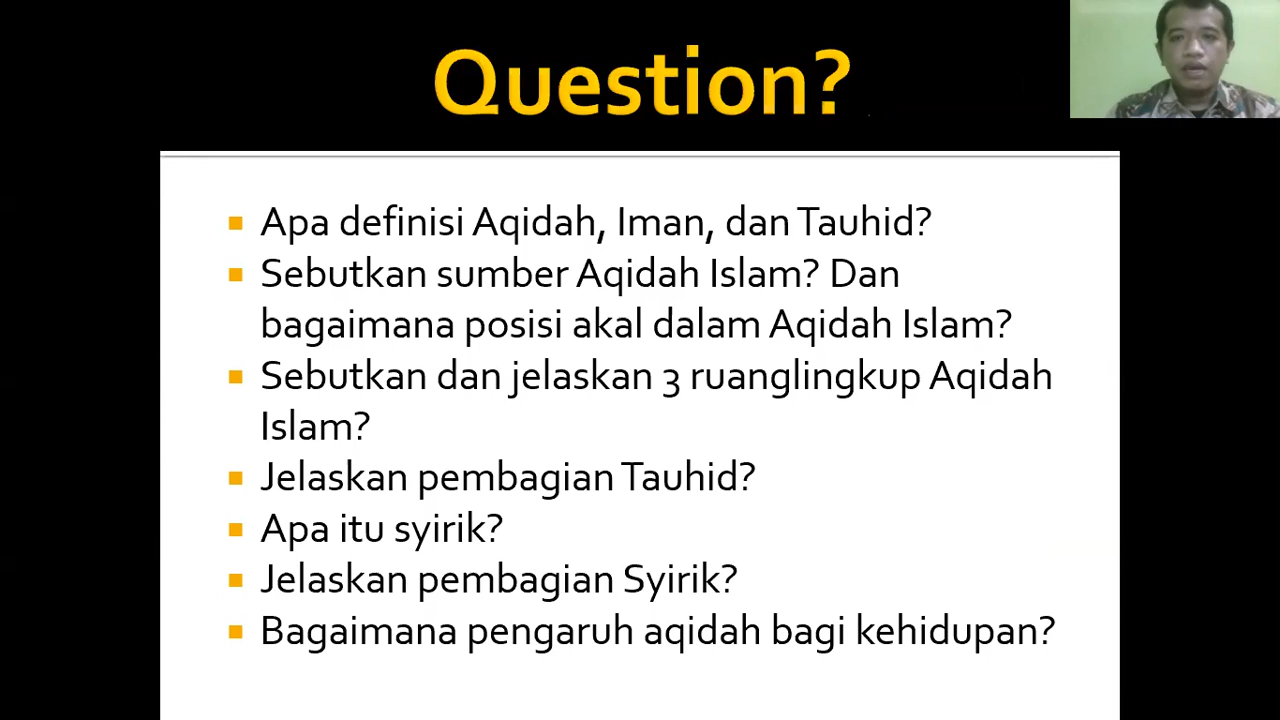 Question?
Apa definisi Aqidah, Iman, dan Tauhid?
Sebutkan sumber Aqidah Islam? Dan
bagaimana posisi akal dalam Aqidah Islam?
Sebutkan dan jelaskan 3 ruanglingkup Aqidah
Islam?
Jelaskan pembagian Tauhid?
Apa itu syirik?
Jelaskan pembagian Syirik?
Bagaimana pengaruh aqidah bagi kehidupan?